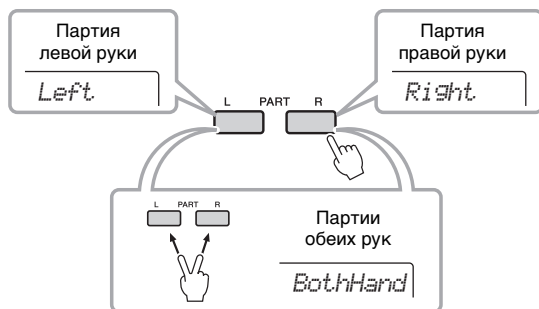 Партия
левой руки
Left
Партия
правой руки
Right
L PART R
L PART R
Партии
обеих рук
BothHand